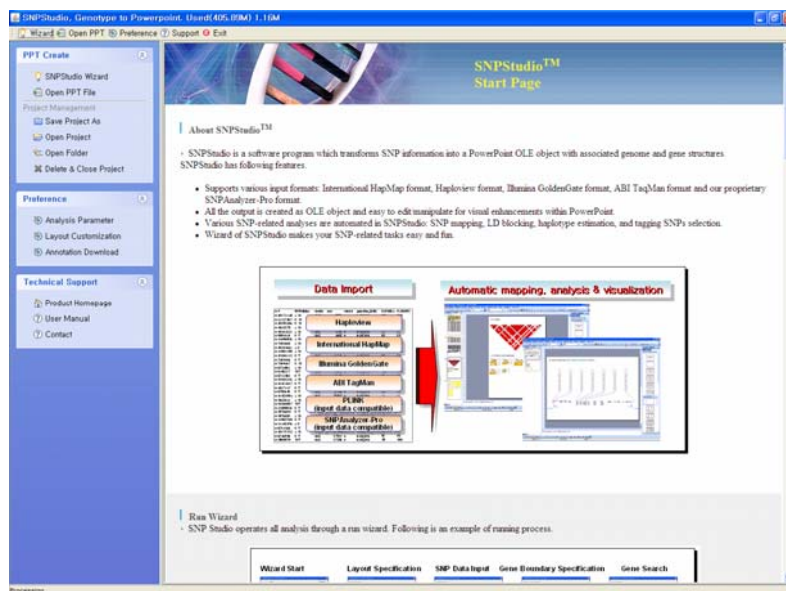 SNPStudio, Genotype to Powerpoint. Used(405.09M) 1.16M
Wizard Open PPT Preference Support Exit
PPT Create
SNPStudio Wizard
Open PPT File
Project Management
Save Project As
Open Project
Open Folder
Delete & Close Project
Preference
Analysis Parameter
Layout Customization
Annotation Download
Technical Support
Product Homepage
User Manual
Contact
SNPStudio™
Start Page
About SNPStudio™
SNPStudio is a software program which transforms SNP information into a PowerPoint OLE object with associated genome and gene structures.
SNPStudio has following features.
Supports various input formats: International HapMap format, Haploview format, Illumina GoldenGate format, ABI TaqMan format and our proprietary
SNPAnalyzer-Pro format.
All the output is created as OLE object and easy to edit/manipulate for visual enhancements within PowerPoint.
Various SNP-related analyses are automated in SNPStudio: SNP mapping, LD blocking, haplotype estimation, and tagging SNPs selection.
Wizard of SNPStudio makes your SNP-related tasks easy and fun.
Data Import
Automatic mapping, analysis & visualization
Haploview
International HapMap
Illumina GoldenGate
ABI TaqMan
PLINK
(input data compatible)
SNPAnalyzer-Pro
(input data compatible)
Run Wizard
SNP Studio operates all analysis through a run wizard. Following is an example of running process.
Wizard Start
Layout Specification
SNP Data Input
Gene Boundary Specification
Gene Search